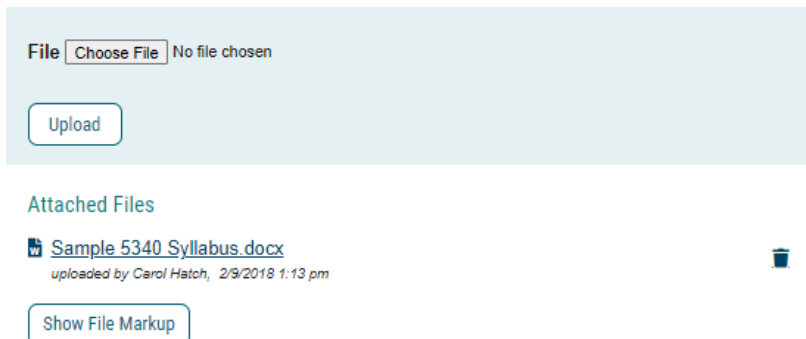 File Choose File No file chosen
Upload
Attached Files
Sample 5340 Syllabus.docx
uploaded by Carol Hatch, 2/9/2018 1:13 pm
Show File Markup